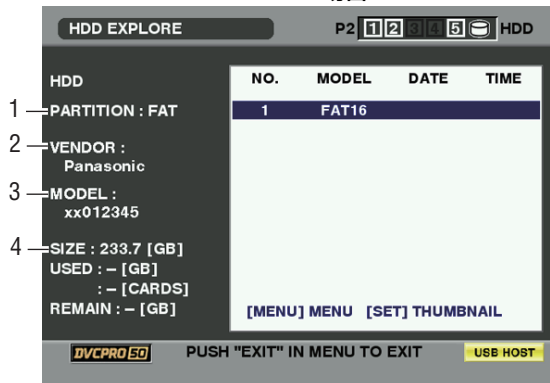 HDD EXPLORE
P2 1 2 3 4 5 HDD
HDD
NO. MODEL DATE TIME
1 PARTITION : FAT
1 FAT16
2 VENDOR :
Panasonic
3 MODEL :
xx012345
4 SIZE : 233.7 [GB]
USED : – [GB]
: – [CARDS]
REMAIN : – [GB]
[MENU] MENU [SET] THUMBNAIL
DVCPRO 50 PUSH "EXIT" IN MENU TO EXIT USB HOST